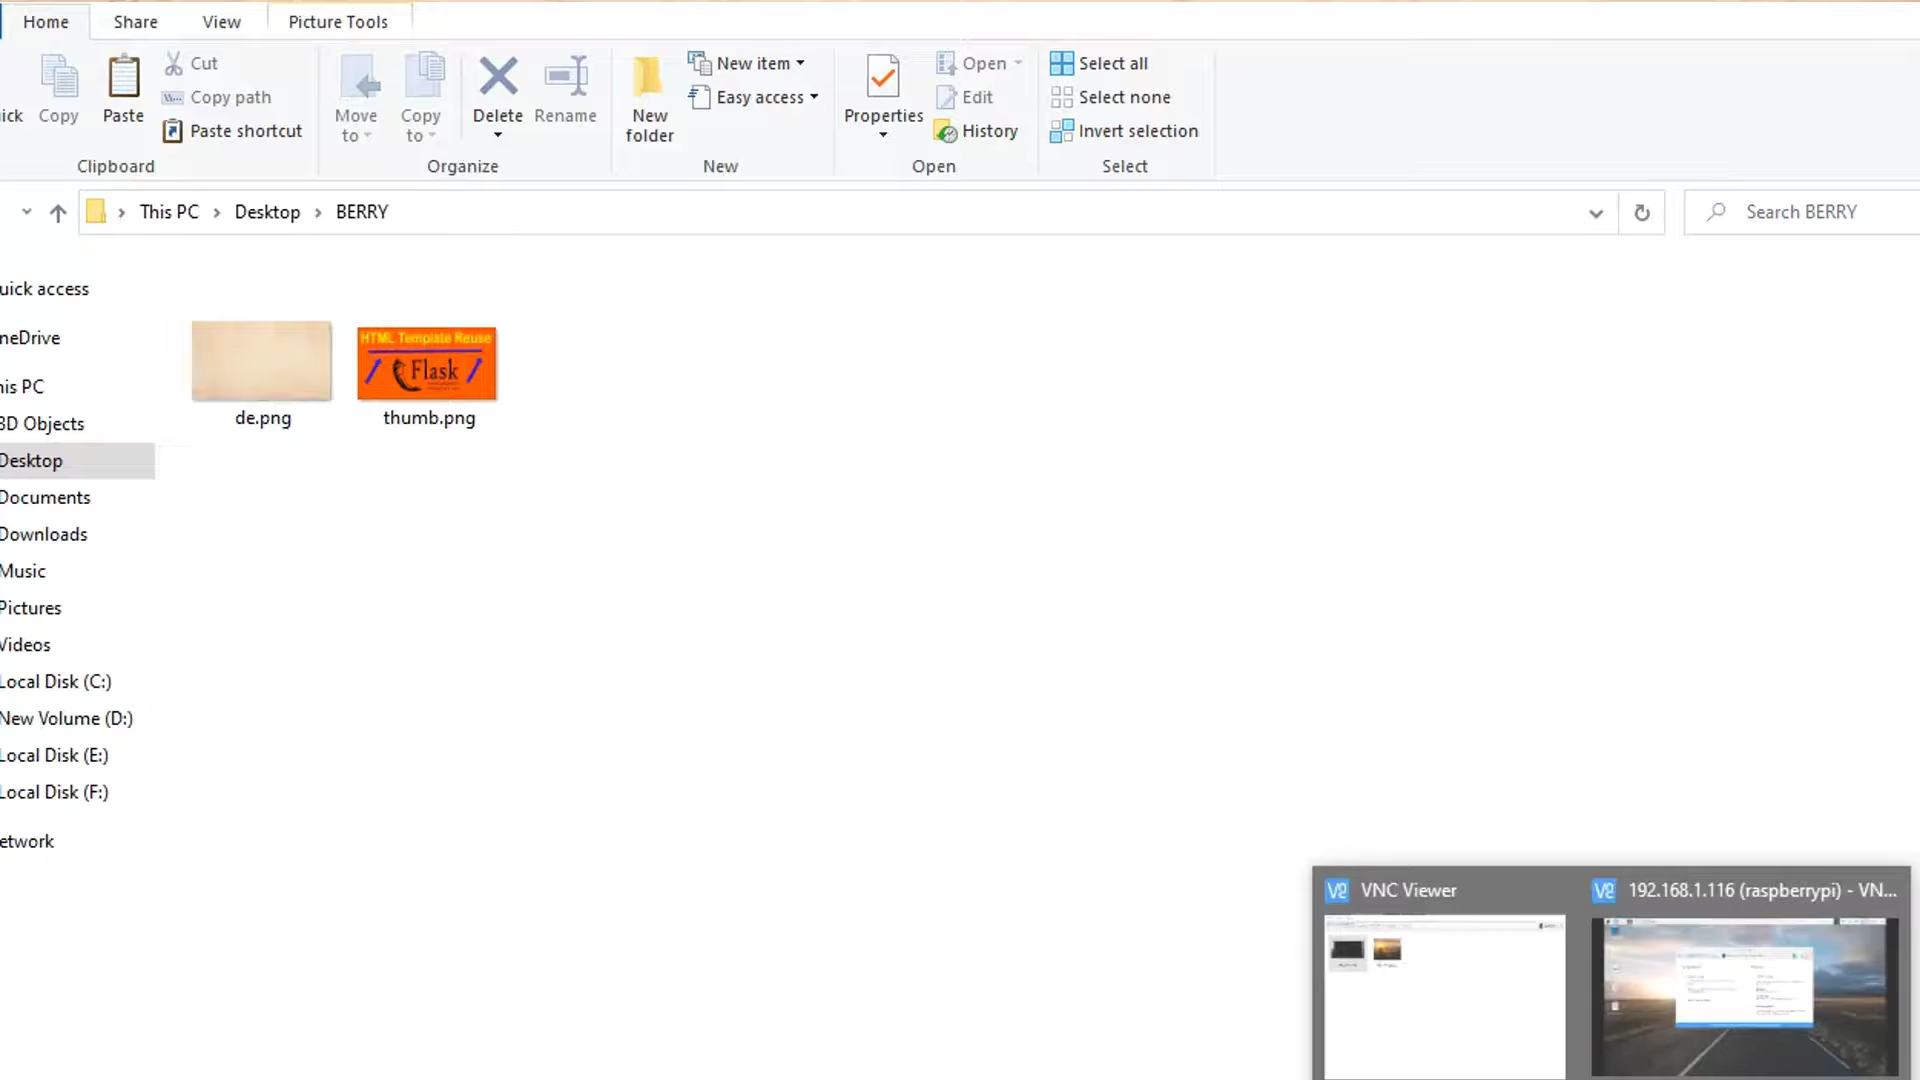 Home Share View Picture Tools
ick Copy Paste Cut
Copy path
Paste shortcut
Clipboard
Move to
Copy to
Delete
Rename
Organize
New folder
New item
Easy access
New
Properties
Open
Edit
History
Open
Select all
Select none
Invert selection
Select
This PC > Desktop > BERRY
Search BERRY
uick access
neDrive
his PC
3D Objects
Desktop
Documents
Downloads
Music
Pictures
Videos
Local Disk (C:)
New Volume (D:)
Local Disk (E:)
Local Disk (F:)
etwork
HTML Template Reuse
Flask
de.png
thumb.png
VNC Viewer
192.168.1.116 (raspberrypi) - VN...